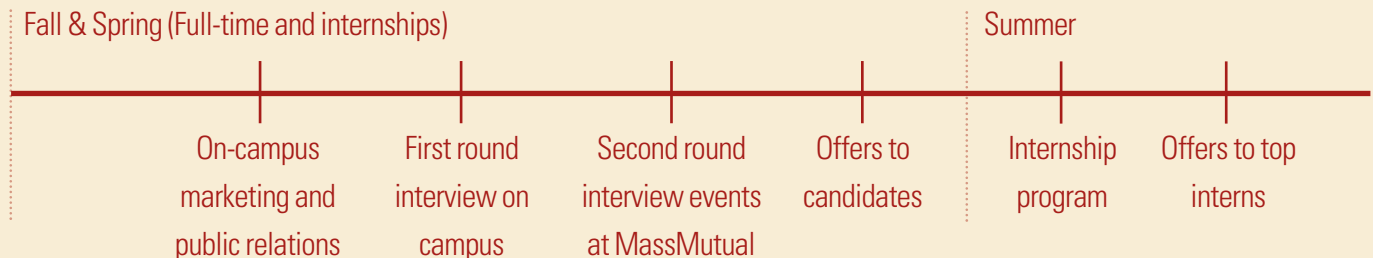 Fall & Spring (Full-time and internships)
Summer
On-campus
marketing and
public relations
First round
interview on
campus
Second round
interview events
at MassMutual
Offers to
candidates
Internship
program
Offers to top
interns